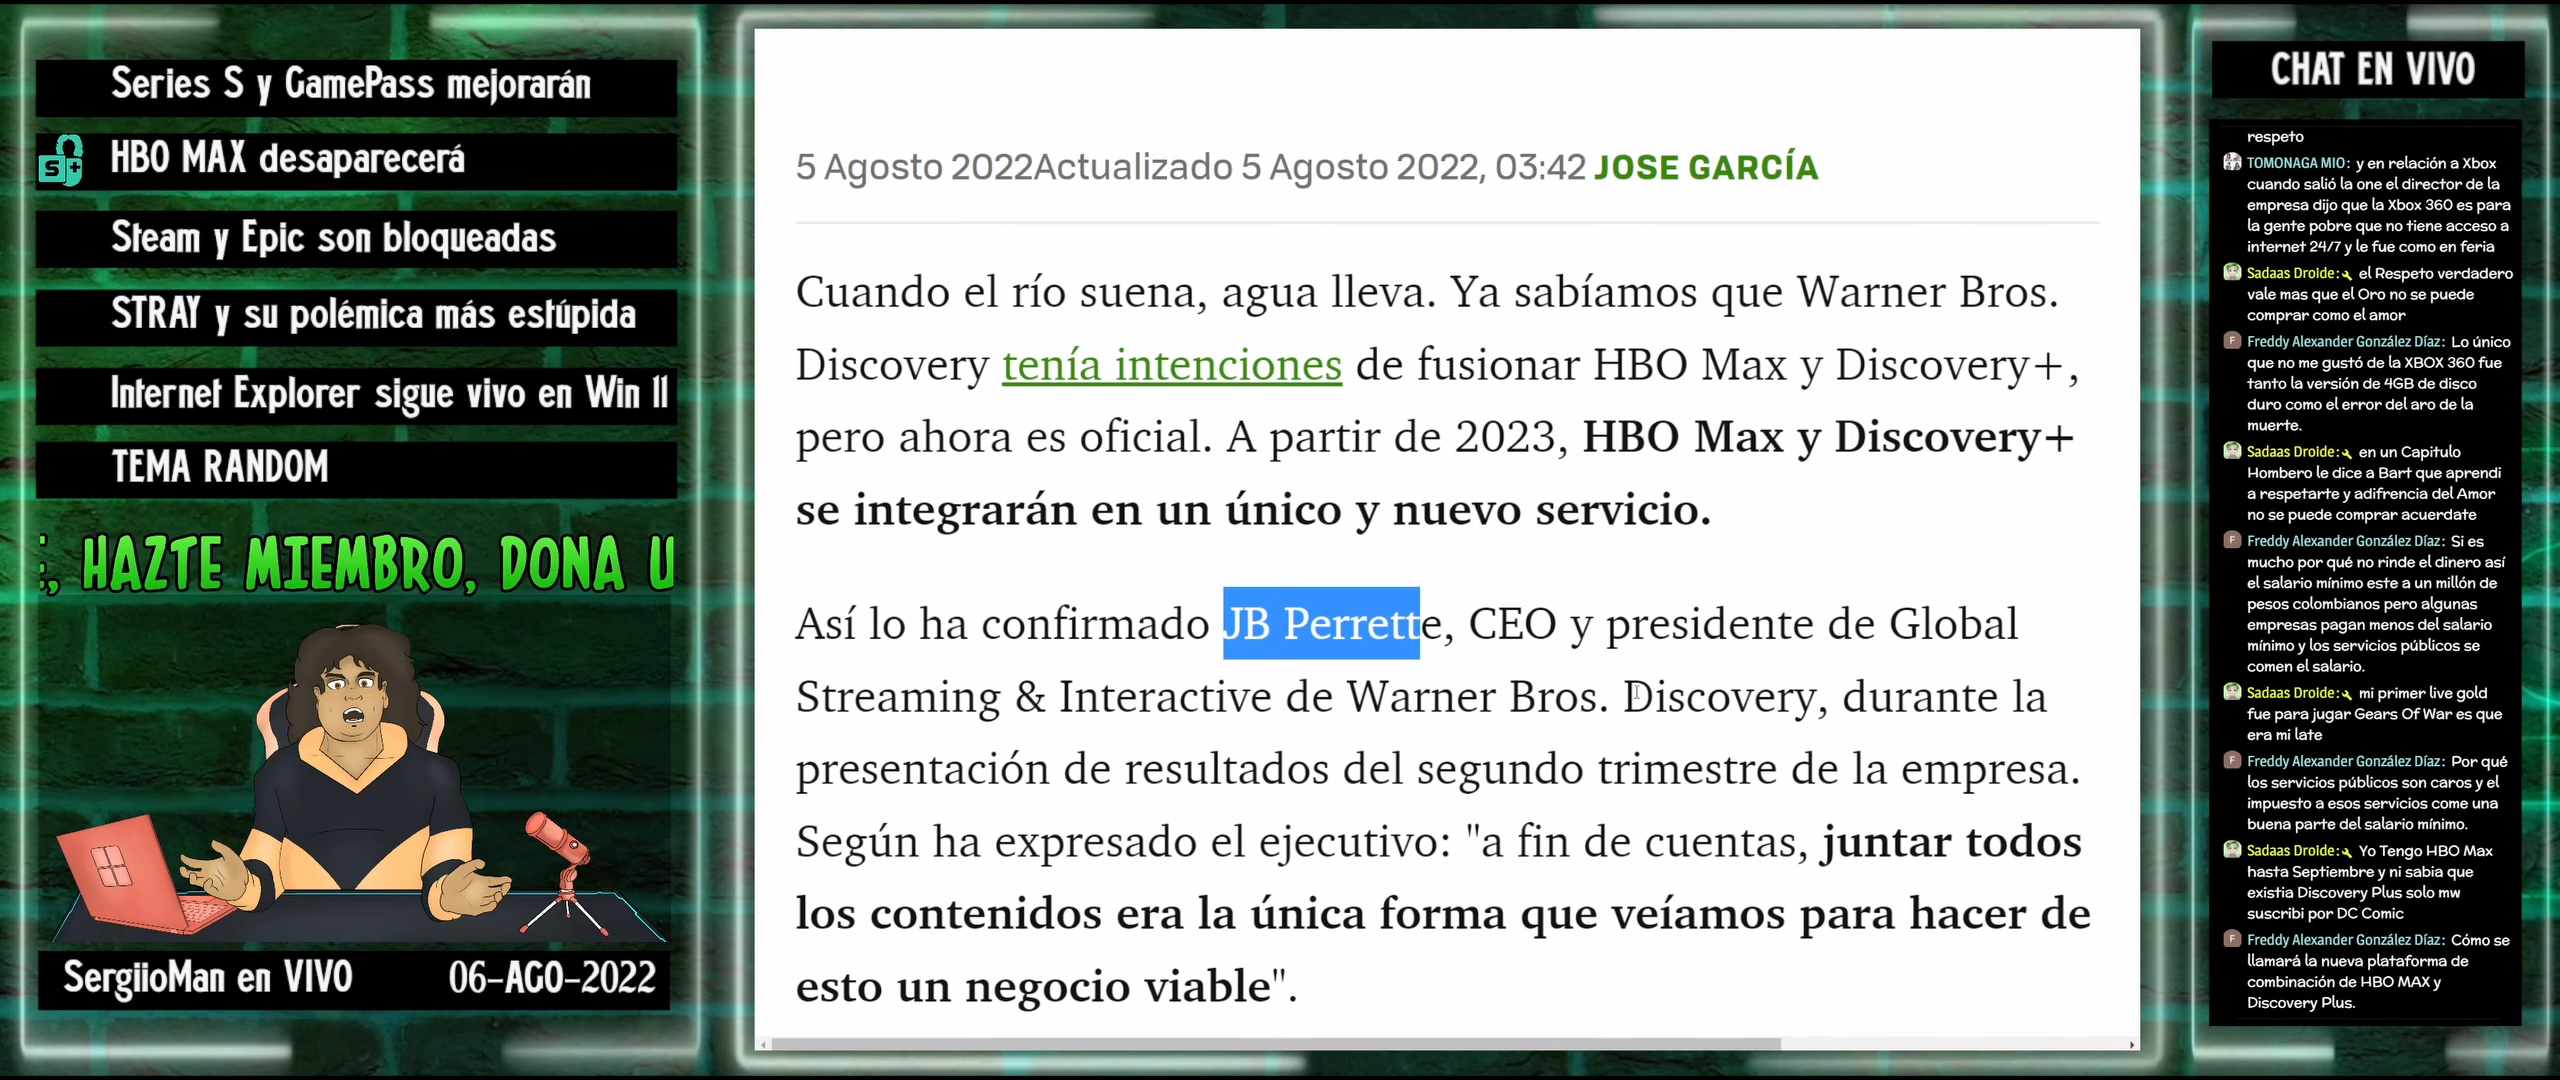 Series S y GamePass mejorarán
S+
HBO MAX desaparecerá
Steam y Epic son bloqueadas
STRAY y su polémica más estúpida
Internet Explorer sigue vivo en Win 11
TEMA RANDOM
E, HAZTE MIEMBRO, DONA U
SergiioMan en VIVO 06-AGO-2022
5 Agosto 2022Actualizado 5 Agosto 2022, 03:42 JOSE GARCÍA
Cuando el río suena, agua lleva. Ya sabíamos que Warner Bros.
Discovery tenía intenciones de fusionar HBO Max y Discovery+,
pero ahora es oficial. A partir de 2023, HBO Max y Discovery+
se integrarán en un único y nuevo servicio.
Así lo ha confirmado JB Perrette, CEO y presidente de Global
Streaming & Interactive de Warner Bros. Discovery, durante la
presentación de resultados del segundo trimestre de la empresa.
Según ha expresado el ejecutivo: "a fin de cuentas, juntar todos
los contenidos era la única forma que veíamos para hacer de
esto un negocio viable".
CHAT EN VIVO
respeto
TOMONAGA MIO: y en relación a Xbox
cuando salió la one el director de la
empresa dijo que la Xbox 360 es para
la gente pobre que no tiene acceso a
internet 24/7 y le fue como en feria
Sadaas Droide: el Respeto verdadero
vale mas que el Oro no se puede
comprar como el amor
F Freddy Alexander González Díaz: Lo único
que no me gustó de la XBOX 360 fue
tanto la versión de 4GB de disco
duro como el error del aro de la
muerte.
Sadaas Droide: en un Capitulo
Hombero le dice a Bart que aprendi
a respetarte y adifrencia del Amor
no se puede comprar acuerdate
F Freddy Alexander González Díaz: Si es
mucho por qué no rinde el dinero así
el salario mínimo este a un millón de
pesos colombianos pero algunas
empresas pagan menos del salario
mínimo y los servicios públicos se
comen el salario.
Sadaas Droide: mi primer live gold
fue para jugar Gears Of War es que
era mi late
F Freddy Alexander González Díaz: Por qué
los servicios públicos son caros y el
impuesto a esos servicios come una
buena parte del salario mínimo.
Sadaas Droide: Yo Tengo HBO Max
hasta Septiembre y ni sabia que
existia Discovery Plus solo mw
suscribi por DC Comic
F Freddy Alexander González Díaz: Cómo se
llamará la nueva plataforma de
combinación de HBO MAX y
Discovery Plus.